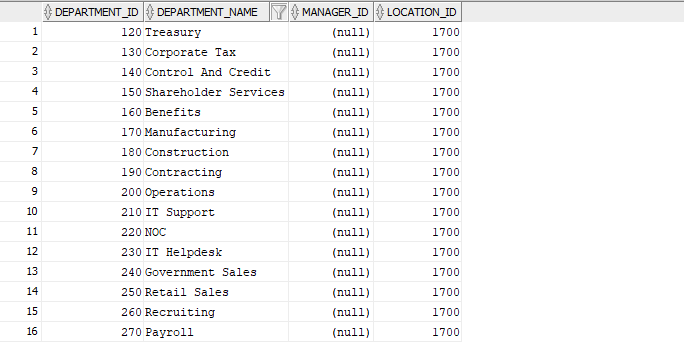 DEPARTMENT_ID DEPARTMENT_NAME MANAGER_ID LOCATION_ID
1 120 Treasury (null) 1700
2 130 Corporate Tax (null) 1700
3 140 Control And Credit (null) 1700
4 150 Shareholder Services (null) 1700
5 160 Benefits (null) 1700
6 170 Manufacturing (null) 1700
7 180 Construction (null) 1700
8 190 Contracting (null) 1700
9 200 Operations (null) 1700
10 210 IT Support (null) 1700
11 220 NOC (null) 1700
12 230 IT Helpdesk (null) 1700
13 240 Government Sales (null) 1700
14 250 Retail Sales (null) 1700
15 260 Recruiting (null) 1700
16 270 Payroll (null) 1700